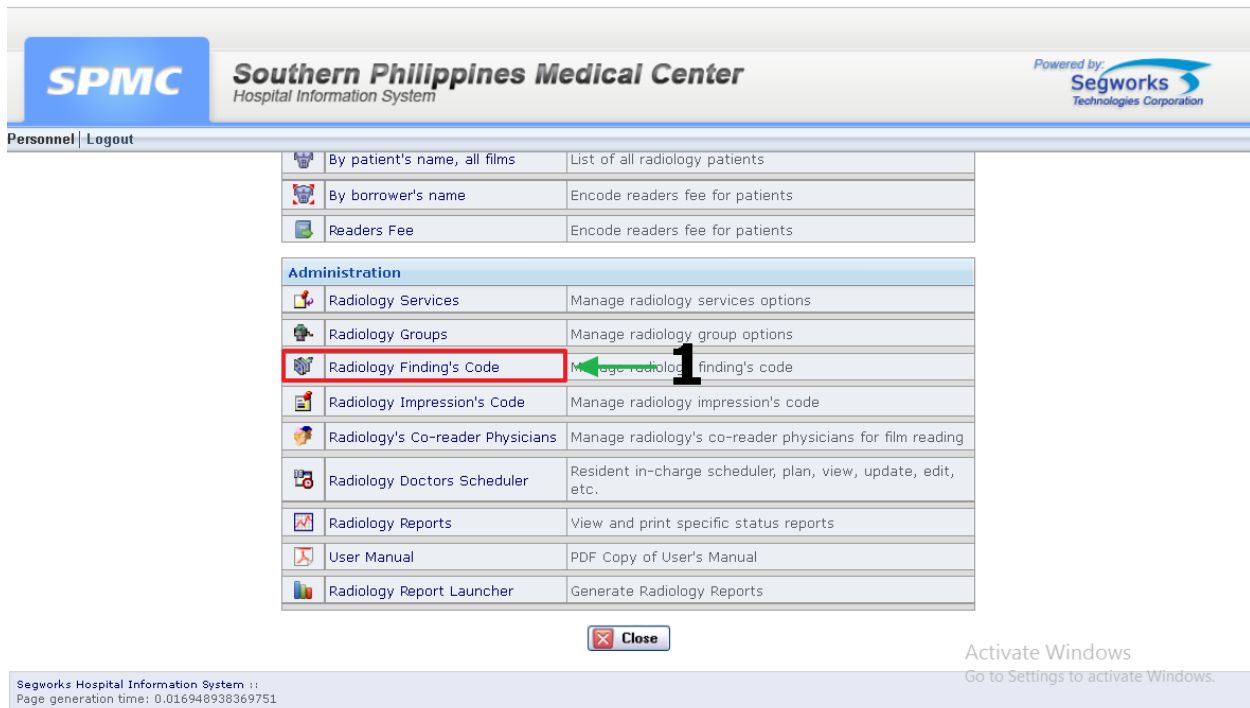 SPMC
Southern Philippines Medical Center
Hospital Information System
Powered by:
Segworks
Technologies Corporation
Personnel | Logout
By patient's name, all films List of all radiology patients
By borrower's name Encode readers fee for patients
Readers Fee Encode readers fee for patients
Administration
Radiology Services Manage radiology services options
Radiology Groups Manage radiology group options
Radiology Finding's Code Manage radiology finding's code
1
Radiology Impression's Code Manage radiology impression's code
Radiology's Co-reader Physicians Manage radiology's co-reader physicians for film reading
Radiology Doctors Scheduler Resident in-charge scheduler, plan, view, update, edit,
etc.
Radiology Reports View and print specific status reports
User Manual PDF Copy of User's Manual
Radiology Report Launcher Generate Radiology Reports
Close
Activate Windows
Go to Settings to activate Windows.
Segworks Hospital Information System ::
Page generation time: 0.016948938369751